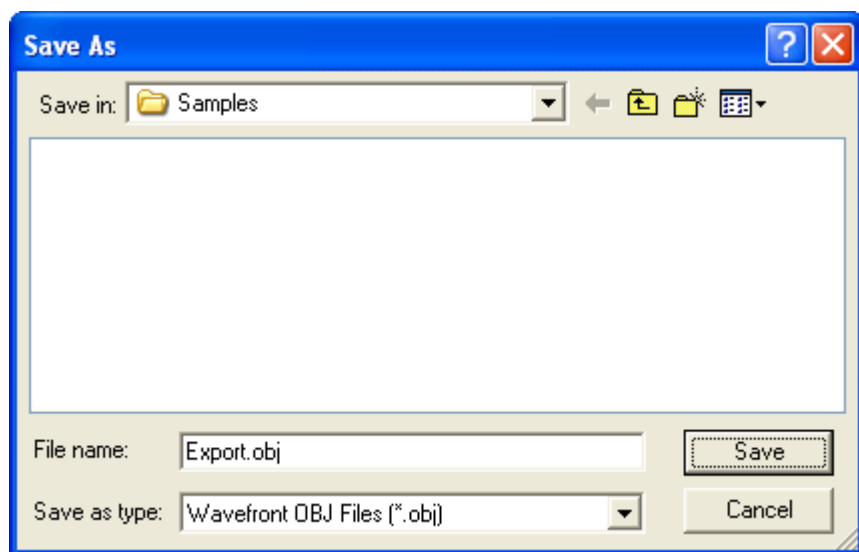 Save As
Save in: Samples
File name: Export.obj Save
Save as type: Wavefront OBJ Files (*.obj) Cancel